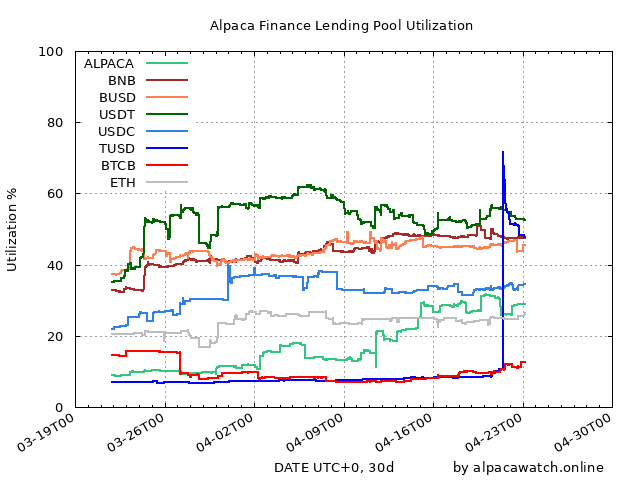 Alpaca Finance Lending Pool Utilization
100
80
60
40
20
0
Utilization %
ALPACA
BNB
BUSD
USDT
USDC
TUSD
BTCB
ETH
03-19T00
03-26T00
04-02T00
04-09T00
04-16T00
04-23T00
04-30T00
DATE UTC+0, 30d
by alpacawatch.online